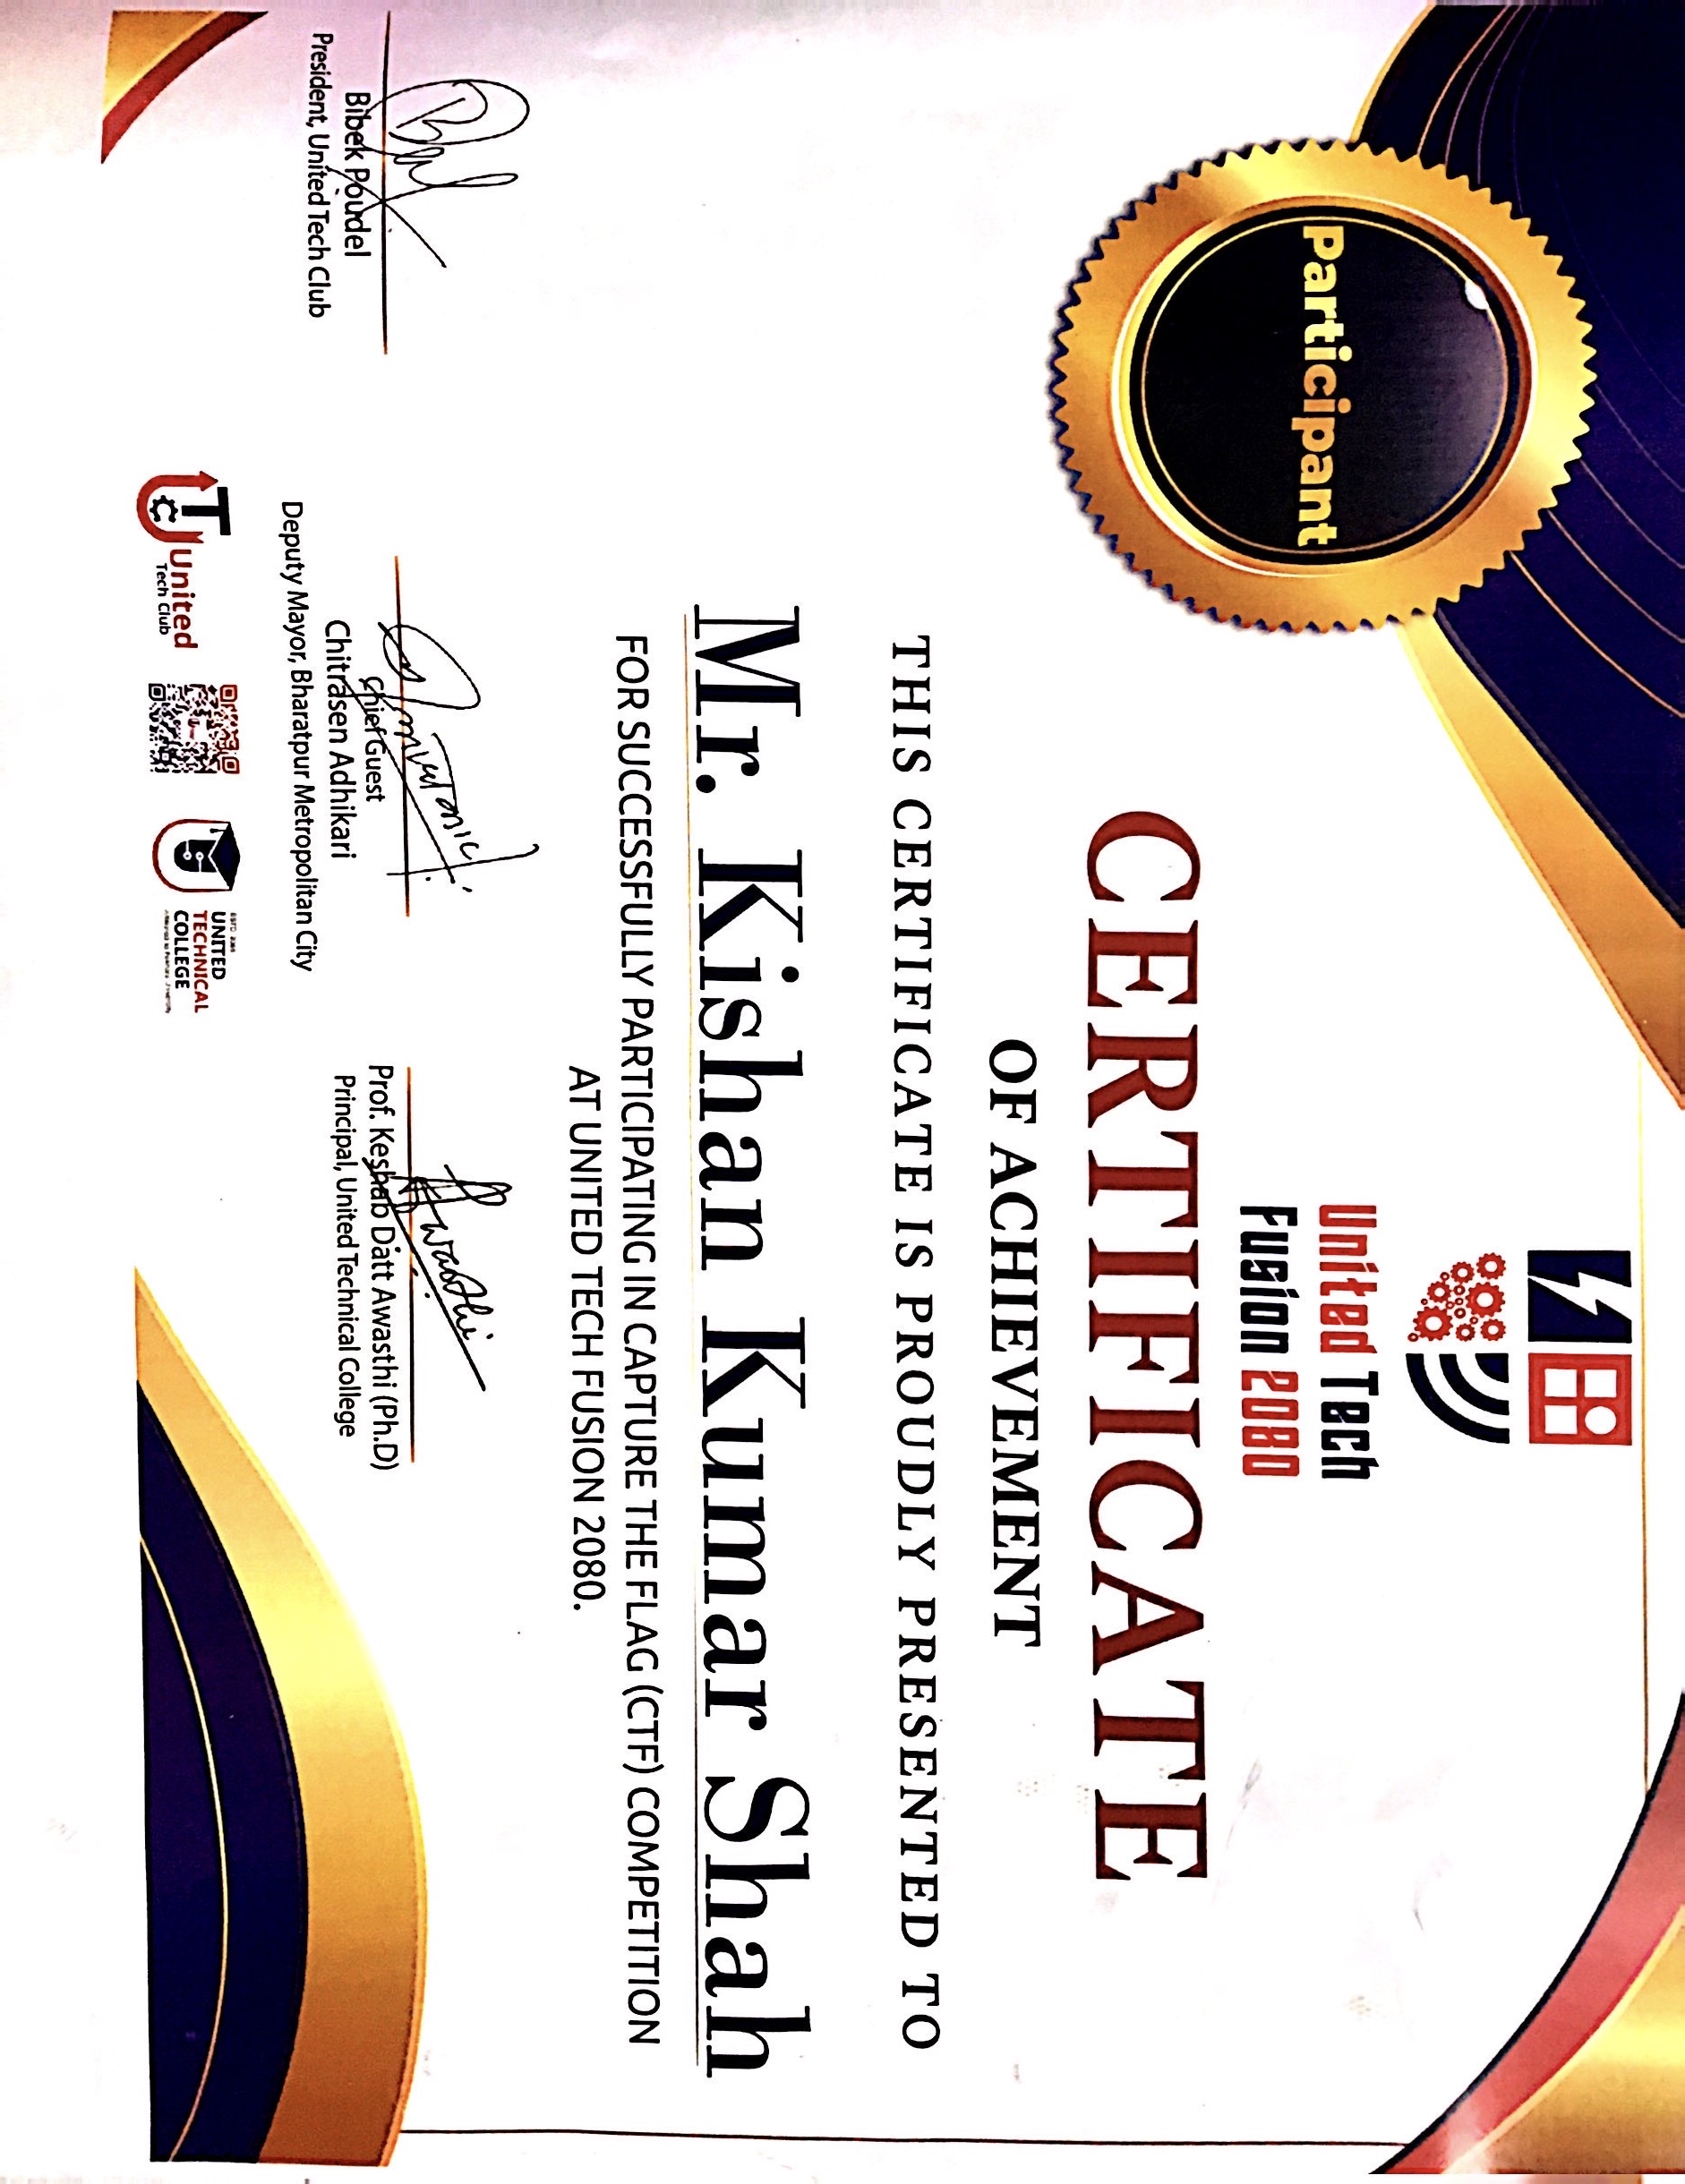 United Tech
Fusion 2080
Participant
CERTIFICATE
OF ACHIEVEMENT
THIS CERTIFICATE IS PROUDLY PRESENTED TO
Mr. Kishan Kumar Shah
FOR SUCCESSFULLY PARTICIPATING IN CAPTURE THE FLAG (CTF) COMPETITION
AT UNITED TECH FUSION 2080.
Bibek Poudel
President, United Tech Club
Chief Guest
Chitrasen Adhikari
Deputy Mayor, Bharatpur Metropolitan City
Awasthi
Prof. Keshab Datt Awasthi (Ph.D)
Principal, United Technical College
United
Tech Club
UNITED
TECHNICAL
COLLEGE